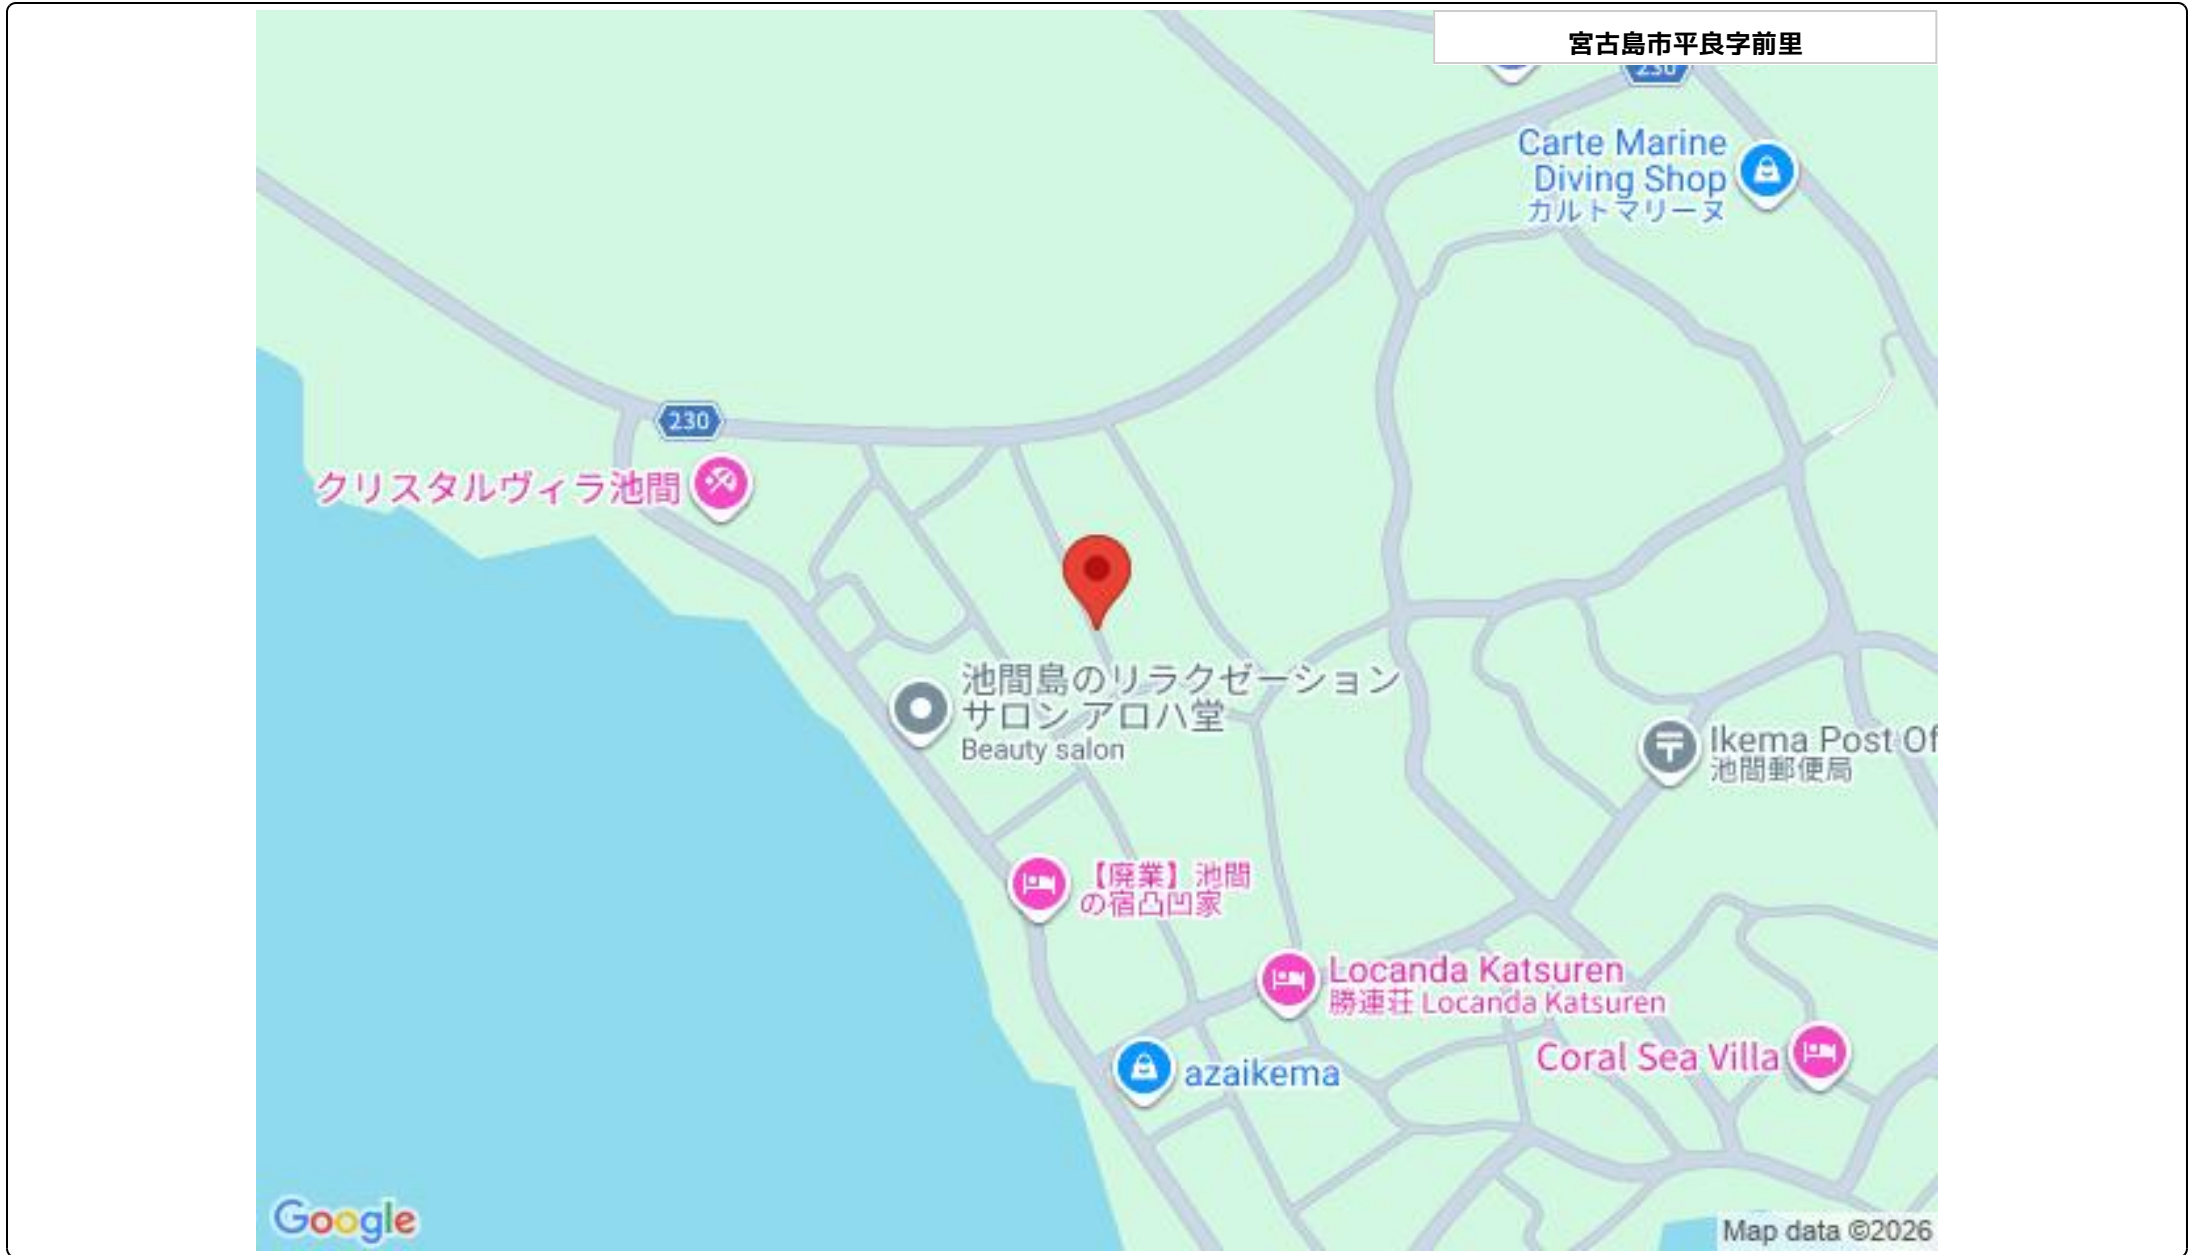 宮古島市平良字前里
230
Carte Marine
Diving Shop
カルトマリーヌ
230
クリスタルヴィラ池間
池間島のリラクゼーション
サロン アロハ堂
Beauty salon
Ikema Post Of
池間郵便局
【廃業】池間
の宿凸凹家
Locanda Katsuren
勝連荘 Locanda Katsuren
Coral Sea Villa
azaikema
Google
Map data ©2026